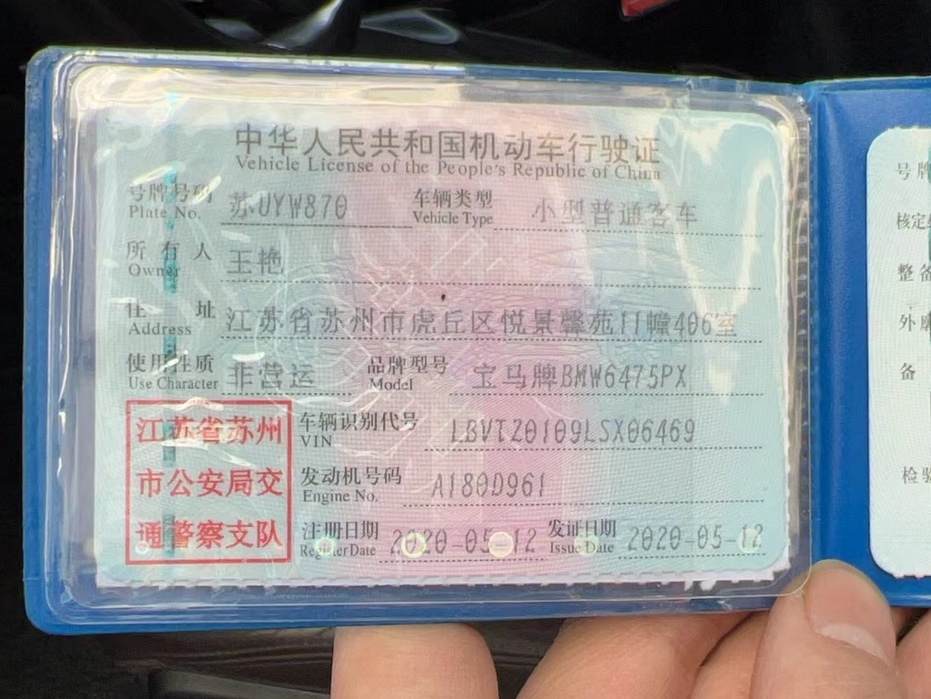 中华人民共和国机动车行驶证
Vehicle License of the People's Republic of China
号牌号码 苏UYW870 车辆类型 小型普通客车
Plate No. Vehicle Type
所有人 王艳
Owner
住址 江苏省苏州市虎丘区悦景馨苑11幢406室
Address
使用性质 非营运 品牌型号 宝马牌BMW6475PX
Use Character Model
江苏省苏州
市公安局交
通警察支队
车辆识别代号 LBVTZ0109LSX06469
VIN
发动机号码 A180D961
Engine No.
注册日期 2020-05-12 发证日期 2020-05-12
Register Date Issue Date
号牌
核定
整备
外廓
备
检验